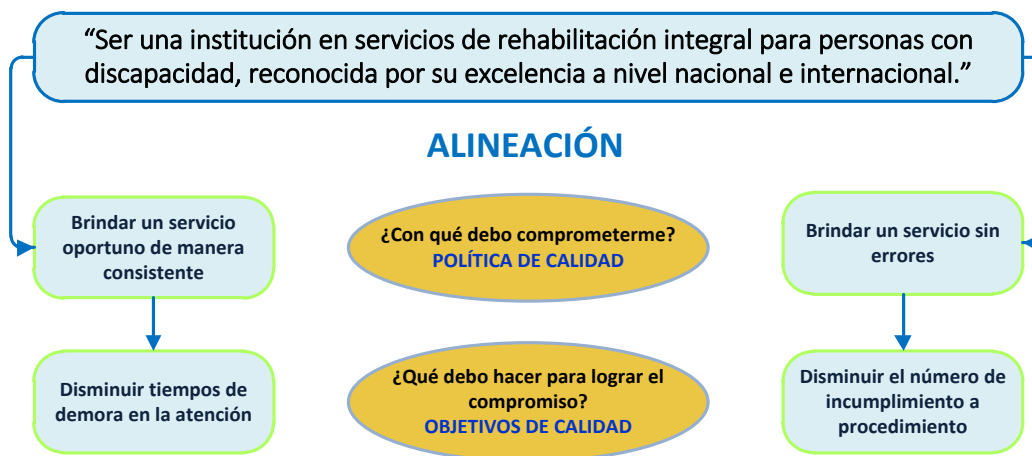 “Ser una institución en servicios de rehabilitación integral para personas con
discapacidad, reconocida por su excelencia a nivel nacional e internacional.”
ALINEACIÓN
Brindar un servicio
oportuno de manera
consistente
¿Con qué debo comprometerme?
POLÍTICA DE CALIDAD
Brindar un servicio sin
errores
Disminuir tiempos de
demora en la atención
¿Qué debo hacer para lograr el
compromiso?
OBJETIVOS DE CALIDAD
Disminuir el número de
incumplimiento a
procedimiento